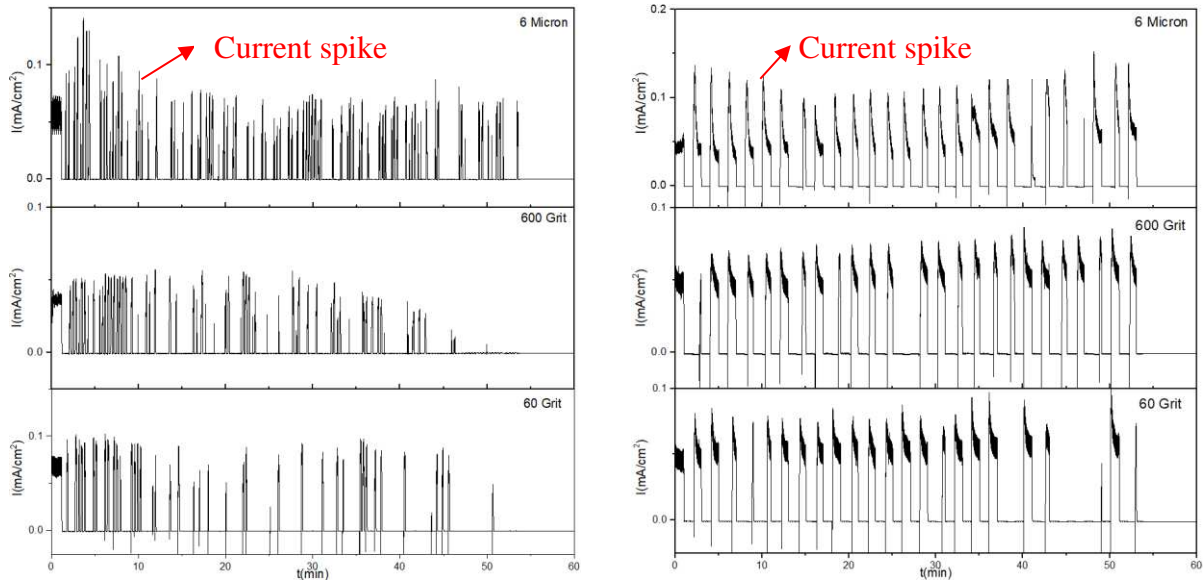 6 Micron
Current spike
I(mA/cm²)
0.1
0.0
600 Grit
I(mA/cm²)
0.1
0.0
60 Grit
I(mA/cm²)
0.1
0.0
0 10 20 30 40 50 60
t(min)
6 Micron
Current spike
I(mA/cm²)
0.2
0.1
0.0
600 Grit
I(mA/cm²)
0.1
0.0
60 Grit
I(mA/cm²)
0.1
0.0
0 10 20 30 40 50 60
t(min)